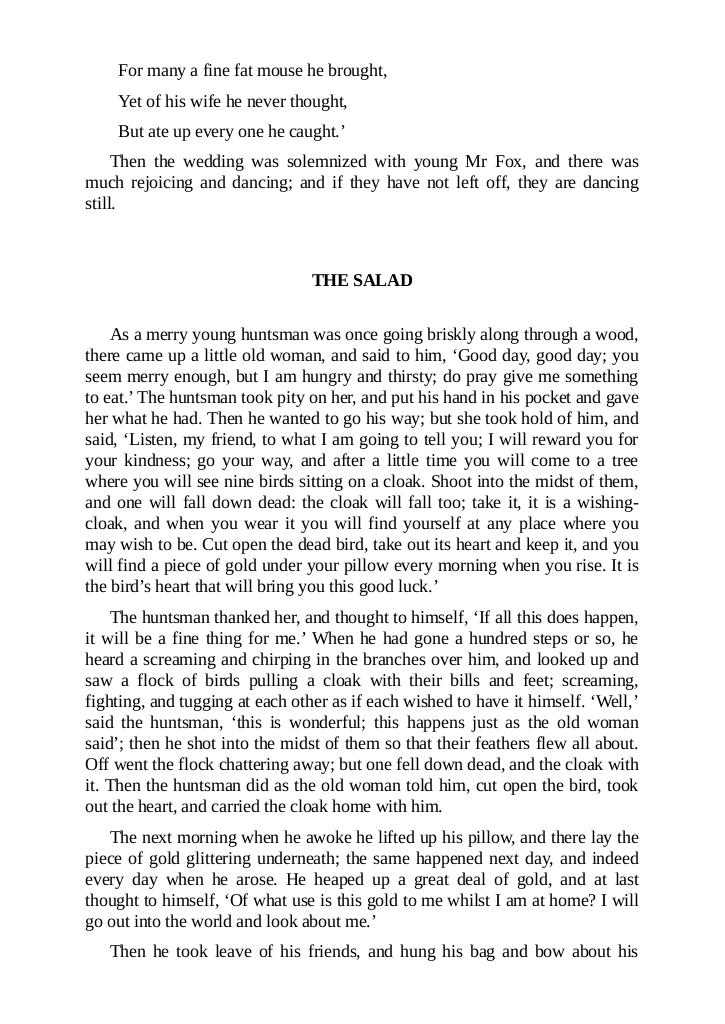 For many a fine fat mouse he brought,
Yet of his wife he never thought,
But ate up every one he caught.’
Then the wedding was solemnized with young Mr Fox, and there was
much rejoicing and dancing; and if they have not left off, they are dancing
still.
THE SALAD
As a merry young huntsman was once going briskly along through a wood,
there came up a little old woman, and said to him, ‘Good day, good day; you
seem merry enough, but I am hungry and thirsty; do pray give me something
to eat.’ The huntsman took pity on her, and put his hand in his pocket and gave
her what he had. Then he wanted to go his way; but she took hold of him, and
said, ‘Listen, my friend, to what I am going to tell you; I will reward you for
your kindness; go your way, and after a little time you will come to a tree
where you will see nine birds sitting on a cloak. Shoot into the midst of them,
and one will fall down dead: the cloak will fall too; take it, it is a wishing-
cloak, and when you wear it you will find yourself at any place where you
may wish to be. Cut open the dead bird, take out its heart and keep it, and you
will find a piece of gold under your pillow every morning when you rise. It is
the bird’s heart that will bring you this good luck.’
The huntsman thanked her, and thought to himself, ‘If all this does happen,
it will be a fine thing for me.’ When he had gone a hundred steps or so, he
heard a screaming and chirping in the branches over him, and looked up and
saw a flock of birds pulling a cloak with their bills and feet; screaming,
fighting, and tugging at each other as if each wished to have it himself. ‘Well,’
said the huntsman, ‘this is wonderful; this happens just as the old woman
said’; then he shot into the midst of them so that their feathers flew all about.
Off went the flock chattering away; but one fell down dead, and the cloak with
it. Then the huntsman did as the old woman told him, cut open the bird, took
out the heart, and carried the cloak home with him.
The next morning when he awoke he lifted up his pillow, and there lay the
piece of gold glittering underneath; the same happened next day, and indeed
every day when he arose. He heaped up a great deal of gold, and at last
thought to himself, ‘Of what use is this gold to me whilst I am at home? I will
go out into the world and look about me.’
Then he took leave of his friends, and hung his bag and bow about his